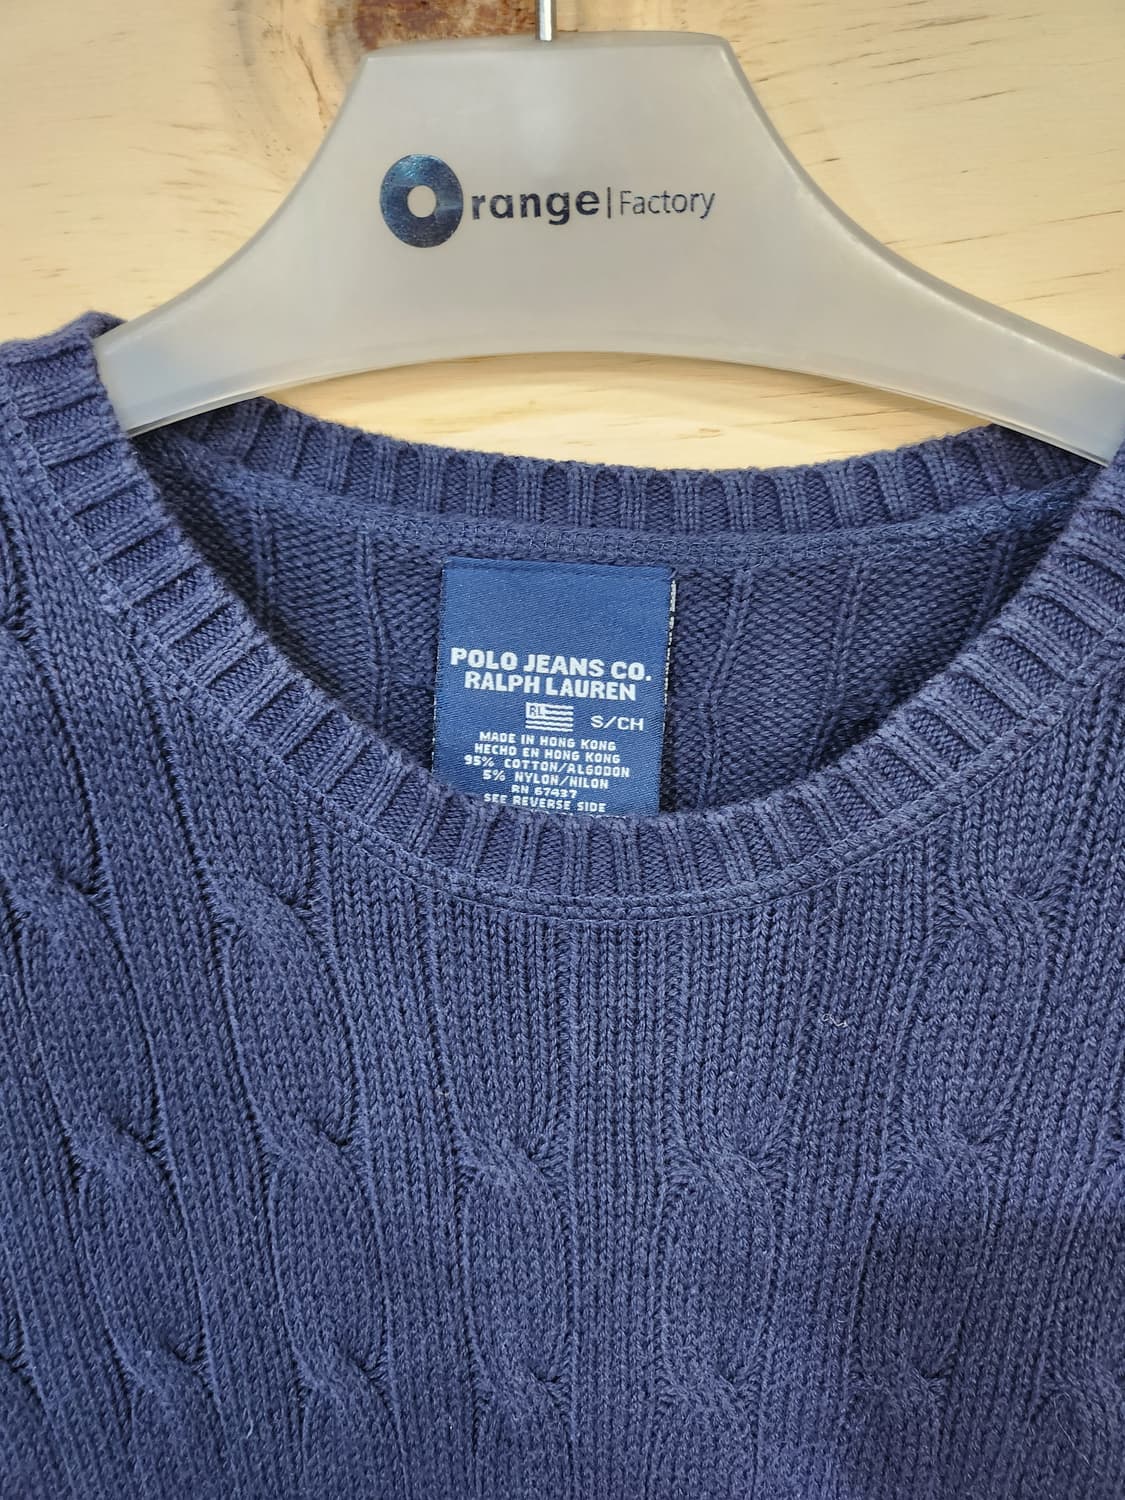 Orange|Factory
POLO JEANS CO.
RALPH LAUREN
RL S/CH
MADE IN HONG KONG
HECHO EN HONG KONG
95% COTTON/ALGODON
5% NYLON/NILON
RN 67437
SEE REVERSE SIDE